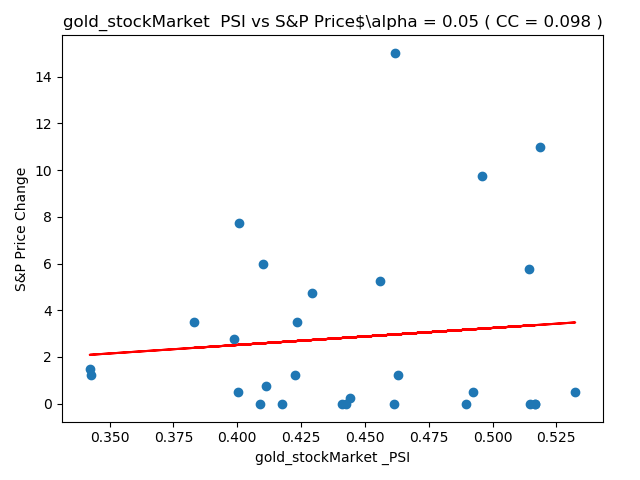 gold_stockMarket  PSI vs S&P Price$\alpha = 0.05 ( CC = 0.098 )
S&P Price Change
14
12
10
8
6
4
2
0
0.350 0.375 0.400 0.425 0.450 0.475 0.500 0.525
gold_stockMarket _PSI